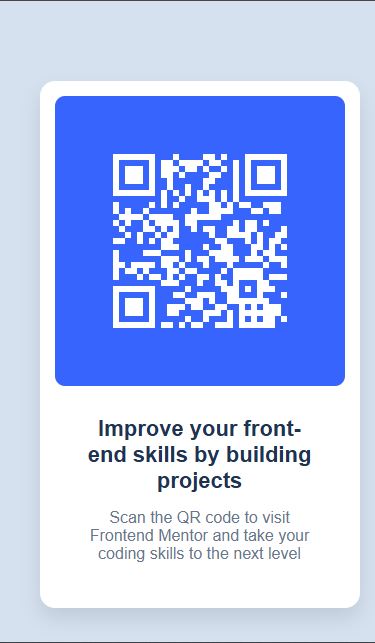 Improve your front-
end skills by building
projects
Scan the QR code to visit
Frontend Mentor and take your
coding skills to the next level